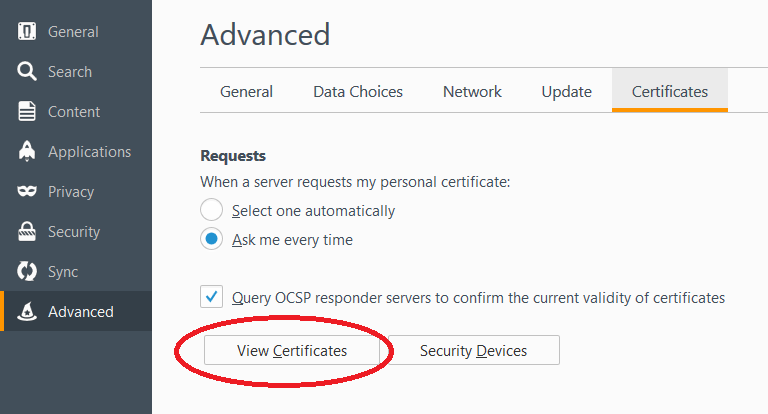 General
Search
Content
Applications
Privacy
Security
Sync
Advanced
Advanced
General Data Choices Network Update Certificates
Requests
When a server requests my personal certificate:
Select one automatically
Ask me every time
Query OCSP responder servers to confirm the current validity of certificates
View Certificates Security Devices